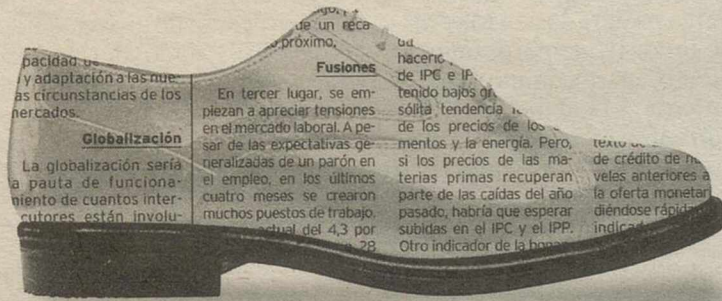 y adaptación a las nue-
as circunstancias de los
mercados.
Globalización
La globalización sería
a pauta de funciona-
miento de cuantos inter-
cutores están involu-
de un reca
próximo,
Fusiones
En tercer lugar, se em-
piezan a apreciar tensiones
en el mercado laboral. A pe-
sar de las expectativas ge-
neralizadas de un parón en
el empleo, en los últimos
cuatro meses se crearon
muchos puestos de trabajo.
del 4,3 por
28
de IPC e IP
tenido bajos
sólita tendencia
de los precios de los
mentos y la energía. Pero,
si los precios de las ma-
terias primas recuperan
parte de las caídas del año
pasado, habría que esperar
subidas en el IPC y el IPP.
Otro indicador de la
de crédito de
veles anteriores a
la oferta
diéndose